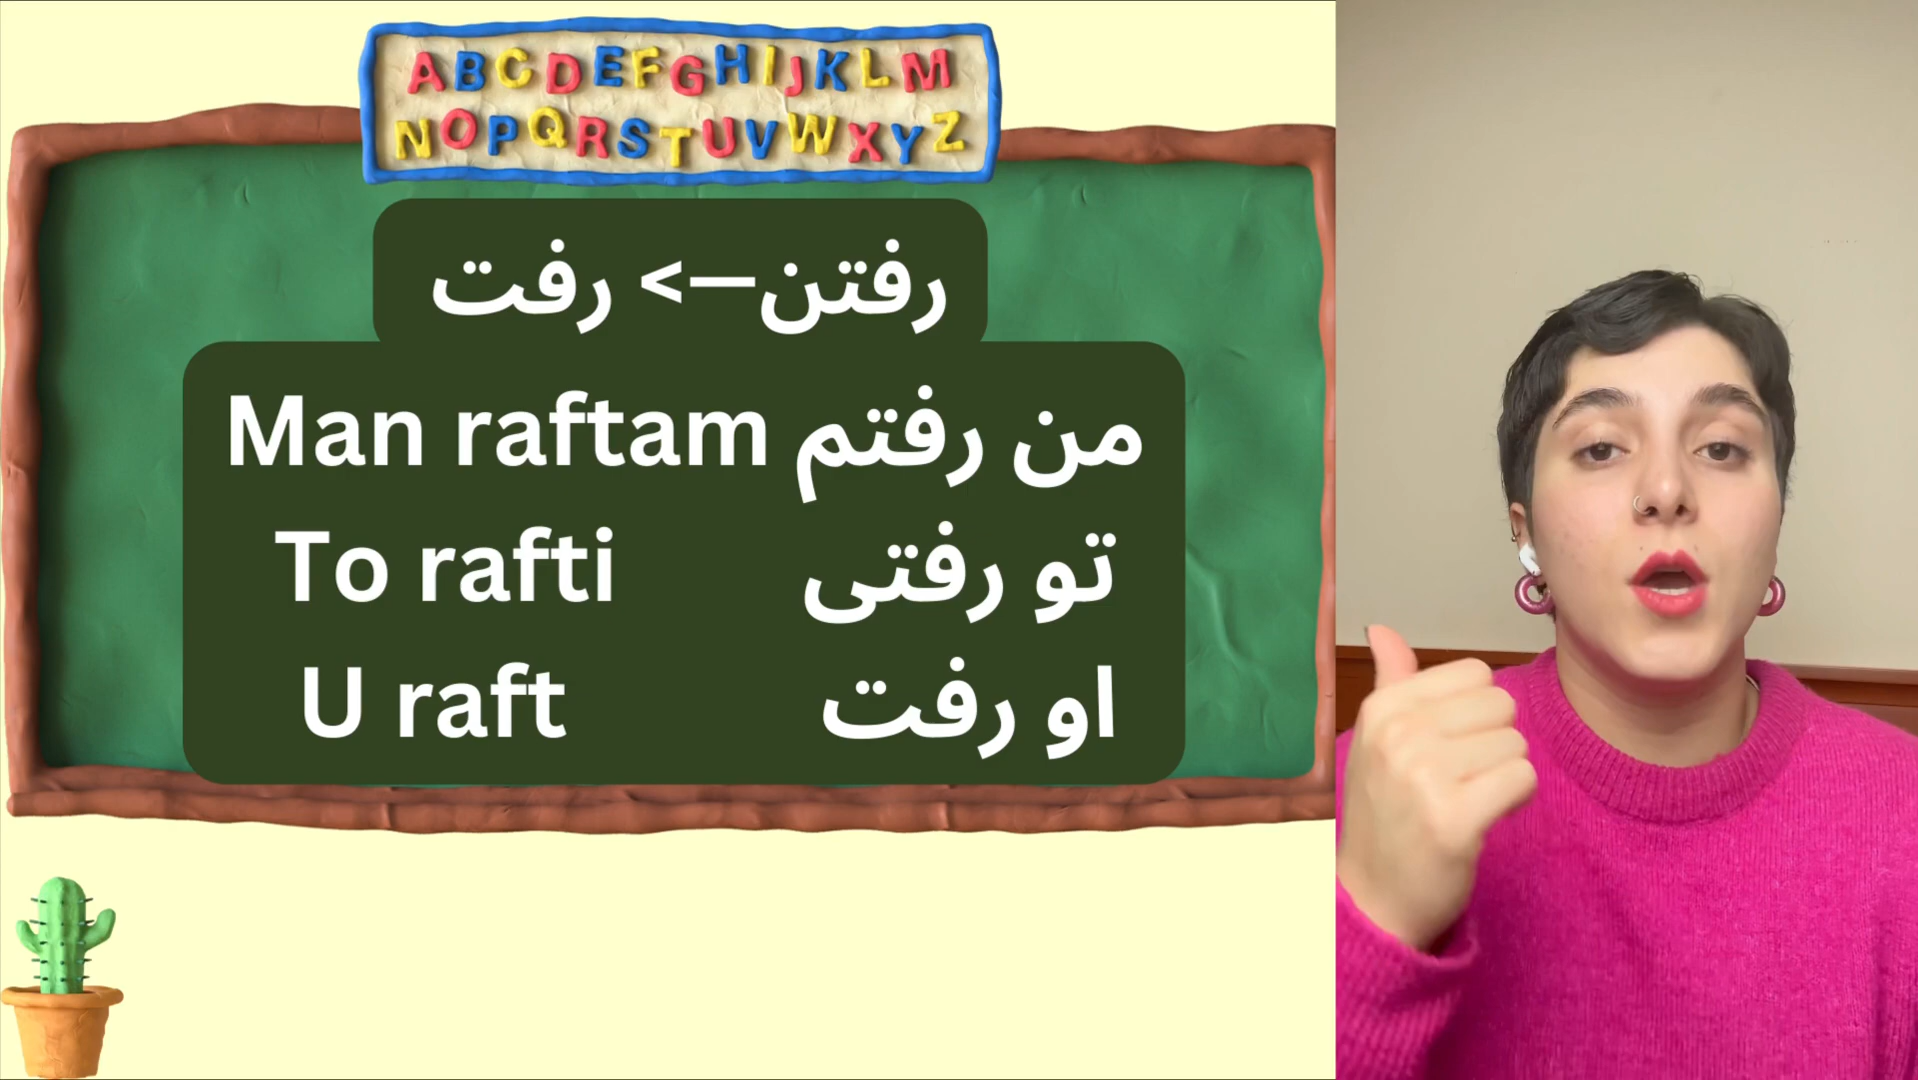 ABCDEFGHIJKLM
NOPQRSTUVWXYZ
رفتن—> رفت
Man raftam من رفتم
To rafti تو رفتی
U raft او رفت